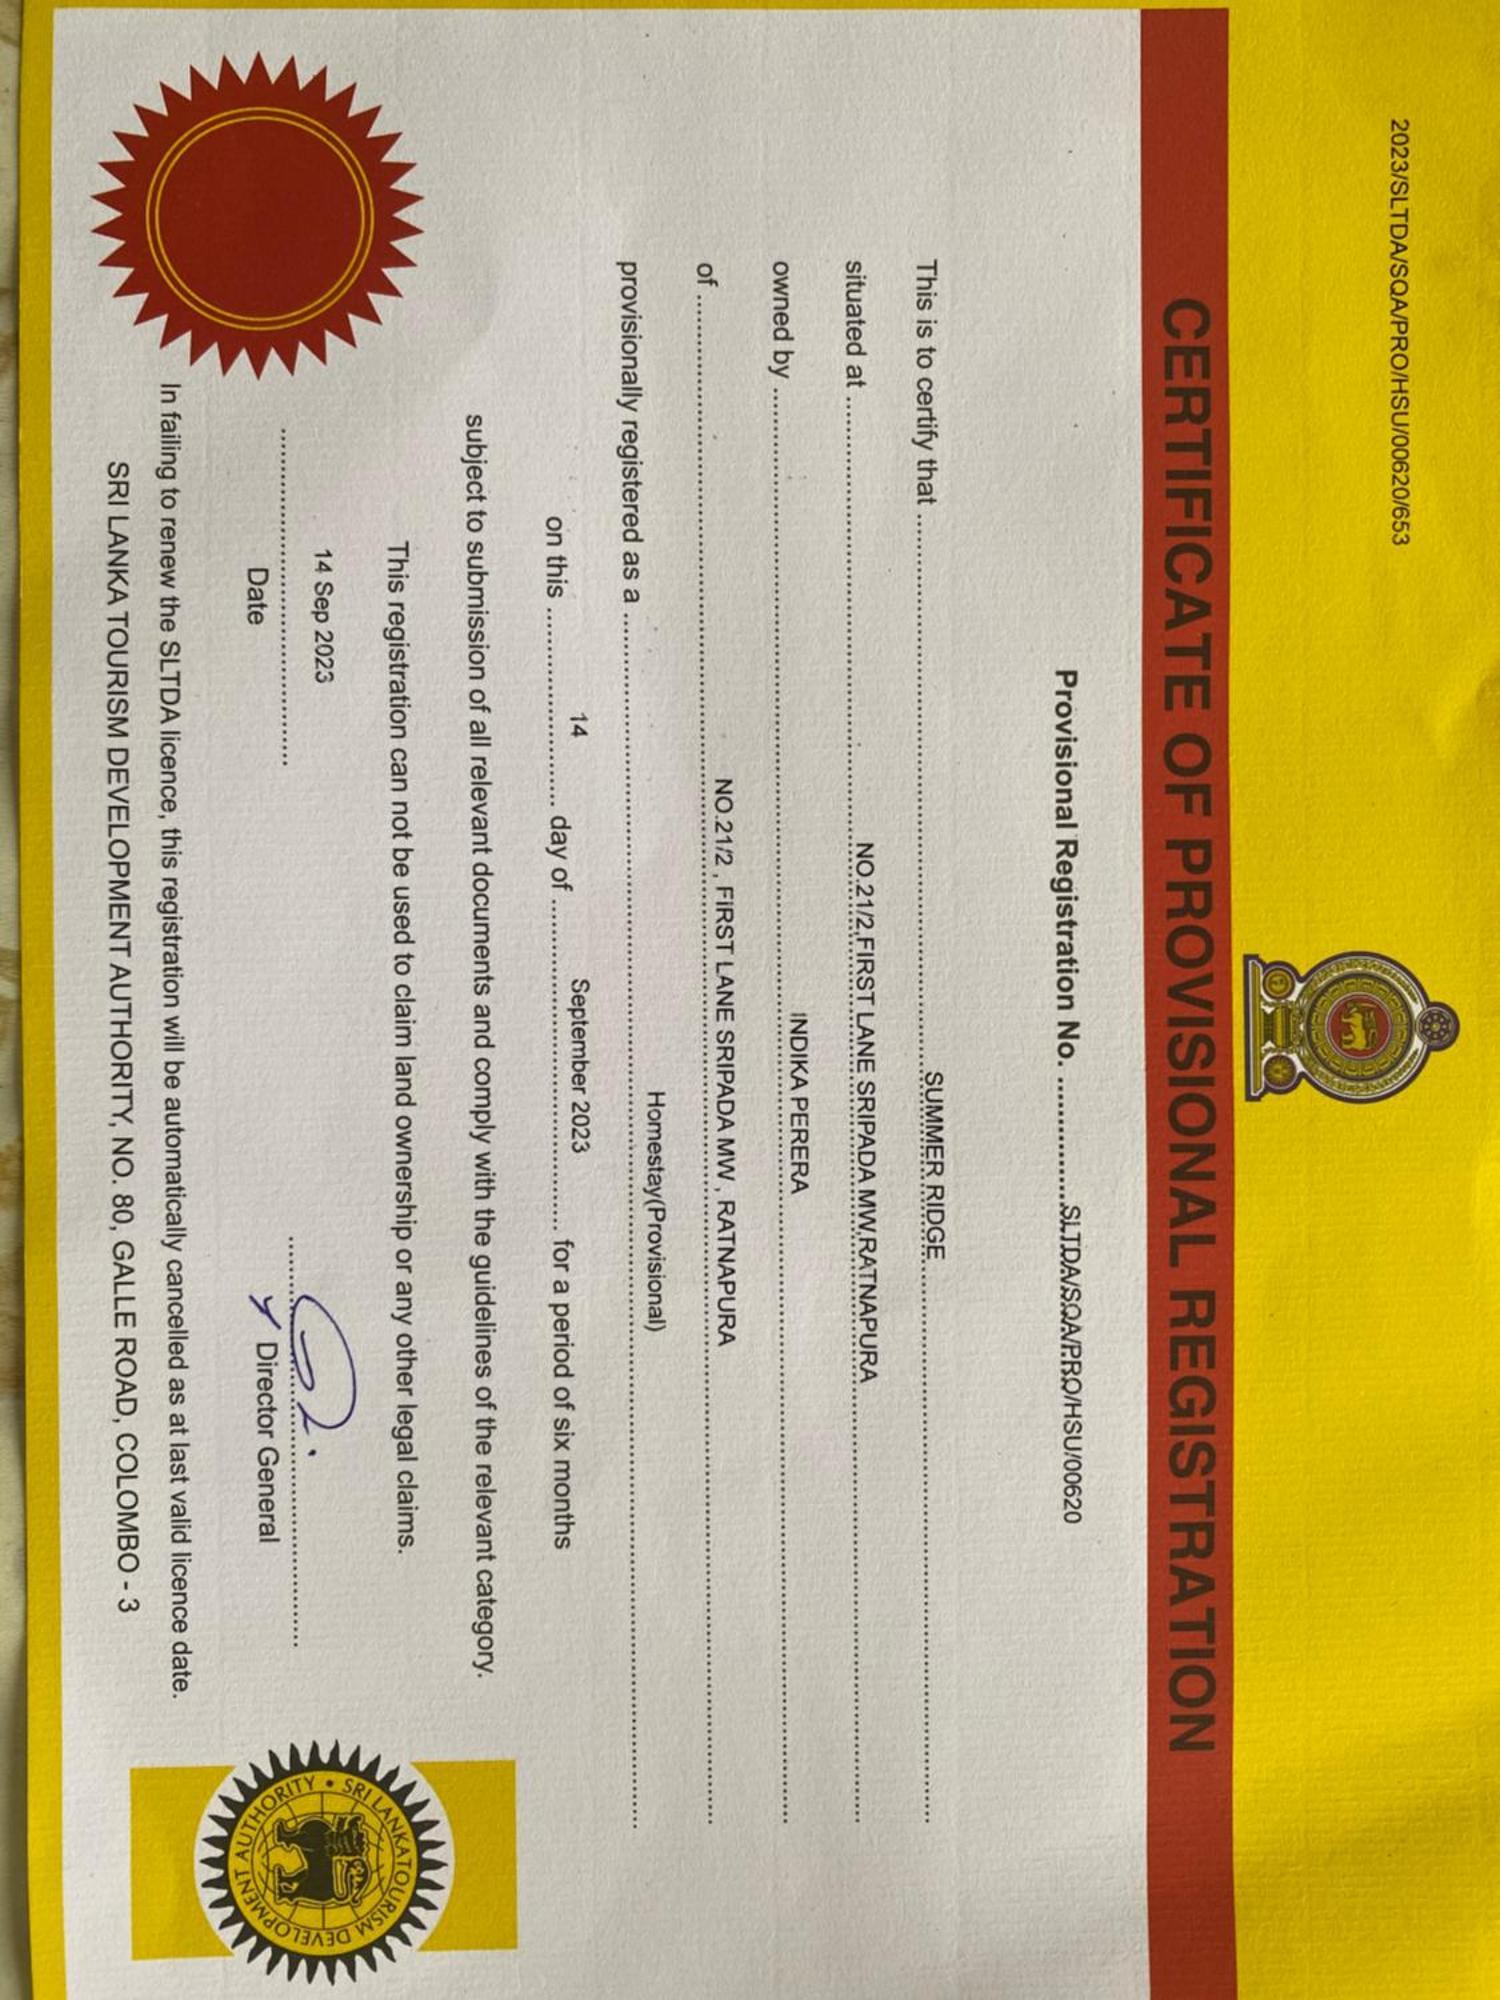 2023/SLTDA/SQA/PRO/HSU/00620/653
CERTIFICATE OF PROVISIONAL REGISTRATION
Provisional Registration No. ............ SLTDA/SQA/PRO/HSU/00620
This is to certify that ............ SUMMER RIDGE ............
situated at ............ NO.21/2,FIRST LANE SRIPADA MW,RATNAPURA ............
owned by ............ INDIKA PERERA ............
of ............ NO.21/2 , FIRST LANE SRIPADA MW , RATNAPURA ............
provisionally registered as a ............ Homestay(Provisional) ............
on this ............ 14 ............ day of ............ September 2023 ............ for a period of six months
subject to submission of all relevant documents and comply with the guidelines of the relevant category.
This registration can not be used to claim land ownership or any other legal claims.
14 Sep 2023
Date
Director General
In failing to renew the SLTDA licence, this registration will be automatically cancelled as at last valid licence date.
SRI LANKA TOURISM DEVELOPMENT AUTHORITY, NO. 80, GALLE ROAD, COLOMBO - 3
SRI LANKA TOURISM DEVELOPMENT AUTHORITY •